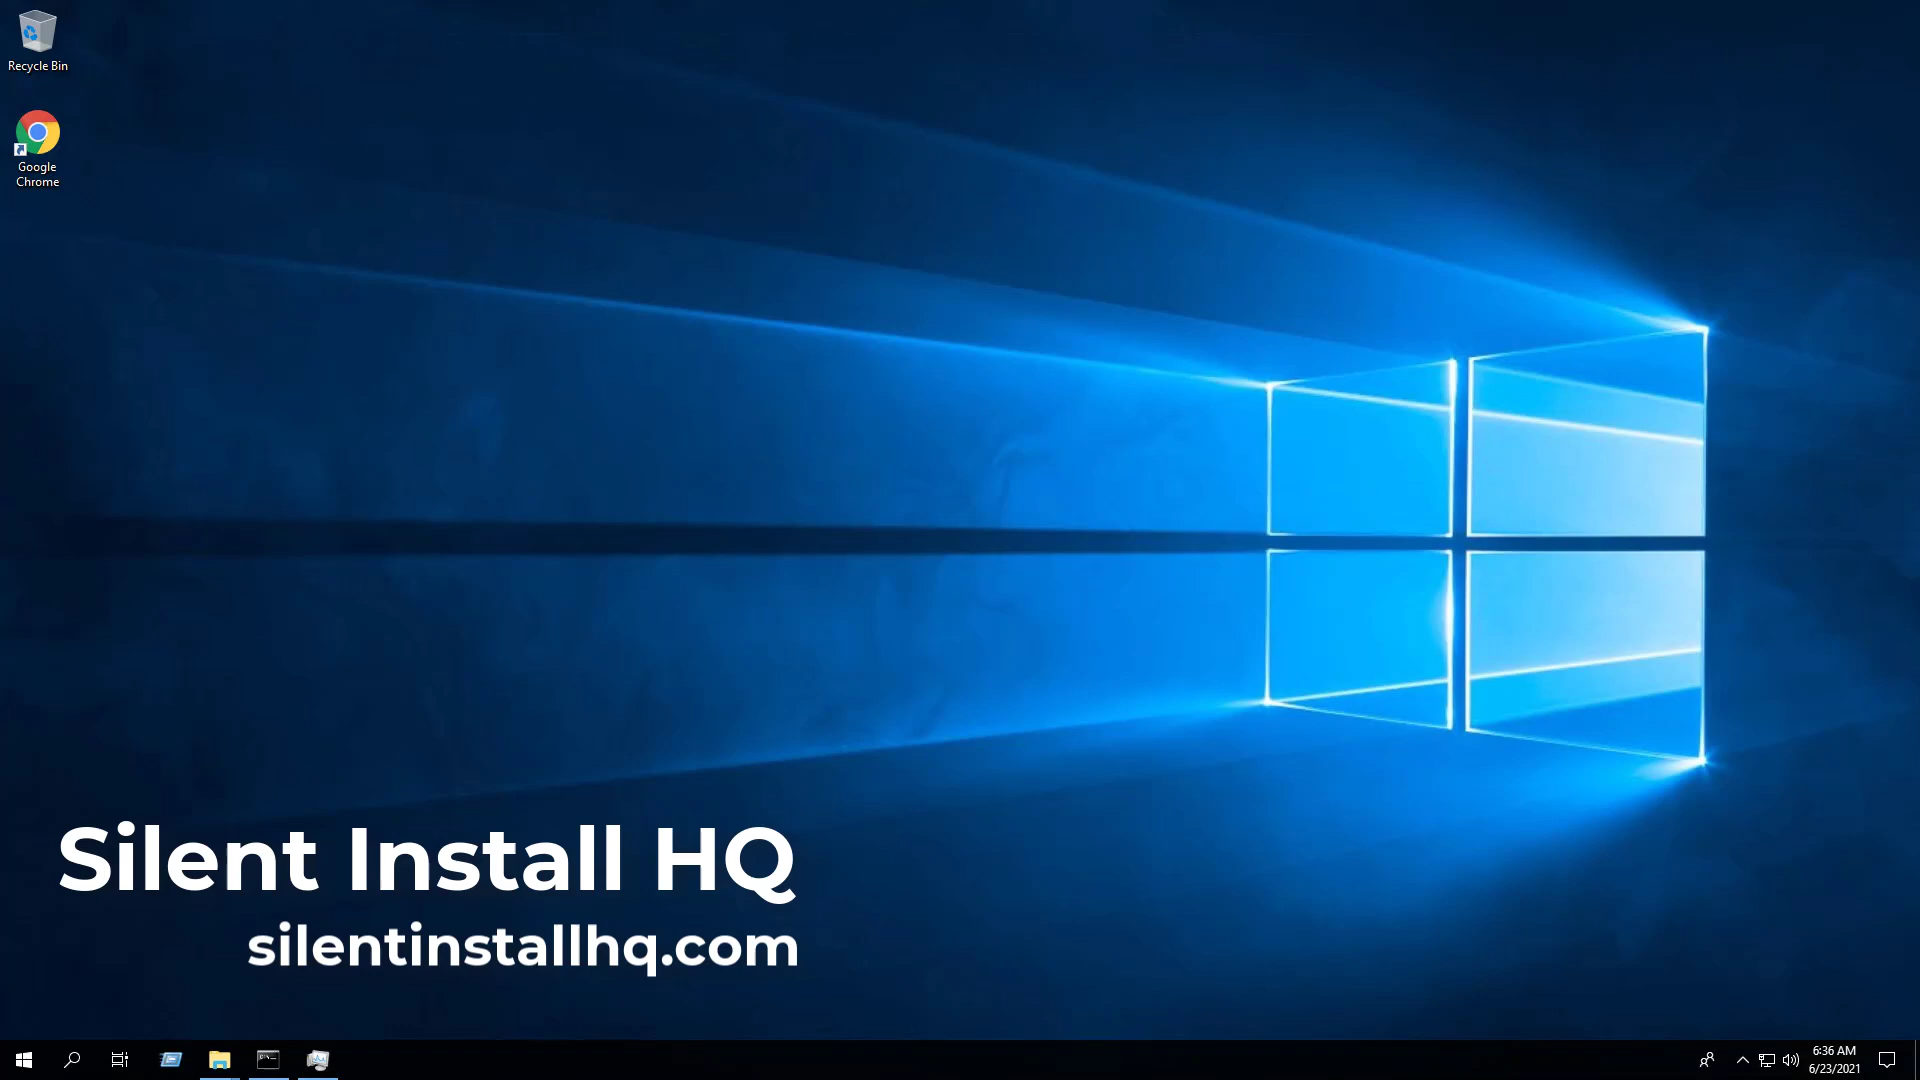 Recycle Bin
Google
Chrome
Silent Install HQ
silentinstallhq.com
6:36 AM
6/23/2021